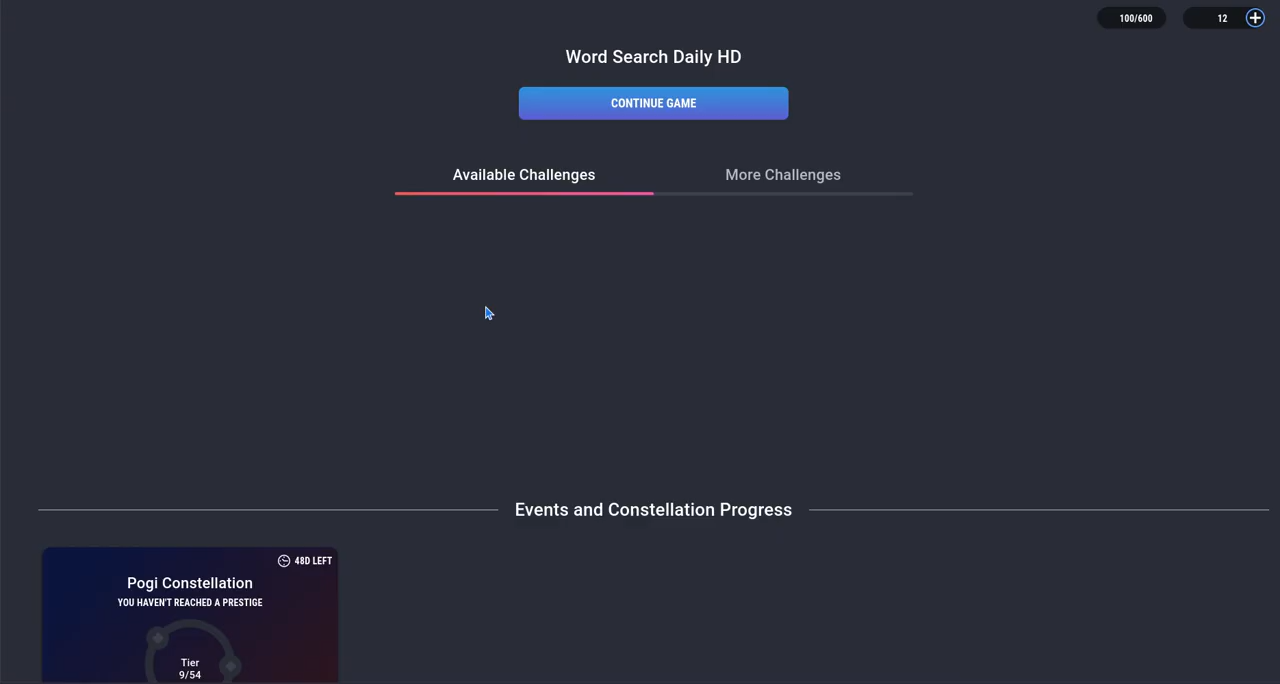 100/600
12
Word Search Daily HD
CONTINUE GAME
Available Challenges
More Challenges
Events and Constellation Progress
48D LEFT
Pogi Constellation
YOU HAVEN'T REACHED A PRESTIGE
Tier
9/54